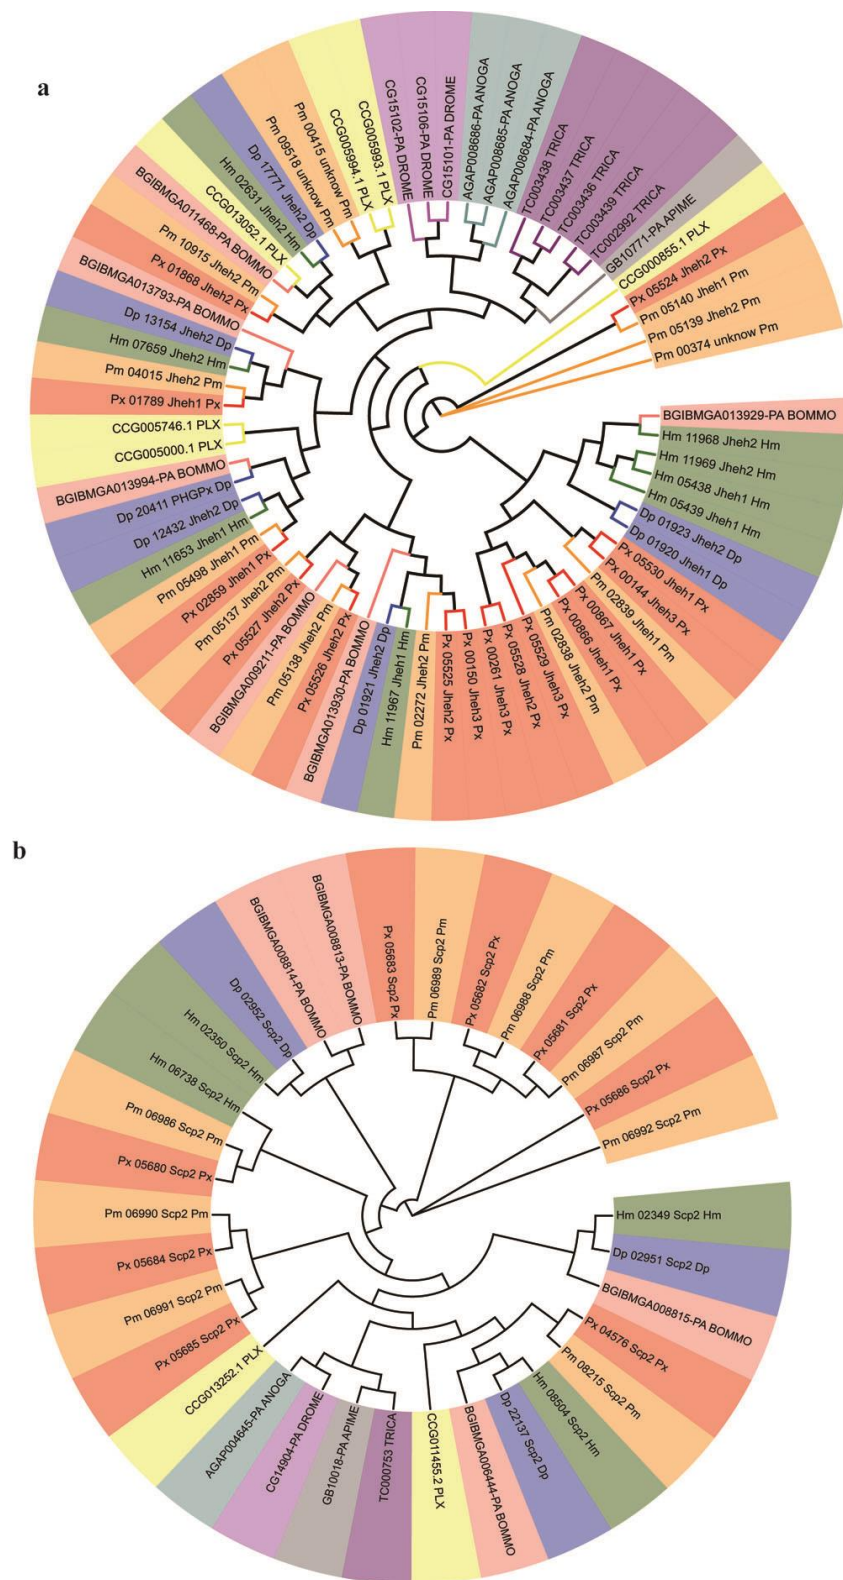 a
CG15102-PA DROME
CG15106-PA DROME
CG15101-PA DROME
AGAP008686-PA ANOGA
AGAP008685-PA ANOGA
AGAP008684-PA ANOGA
TC003438 TRICA
TC003437 TRICA
TC003436 TRICA
TC003439 TRICA
TC002992 TRICA
GB10771-PA APIME
CCG000855.1 PLX
Px 05524 Jheh2 Px
Pm 05140 Jheh1 Pm
Pm 05139 Jheh2 Pm
Pm 00374 unknow Pm
BGIBMGA013929-PA BOMMO
Hm 11968 Jheh2 Hm
Hm 11969 Jheh2 Hm
Hm 05438 Jheh1 Hm
Hm 05439 Jheh1 Hm
Dp 01923 Jheh2 Dp
Dp 01920 Jheh1 Dp
Px 05530 Jheh1 Px
Px 00144 Jheh3 Px
Pm 02839 Jheh1 Pm
Px 00867 Jheh1 Px
Px 00866 Jheh1 Px
Pm 02838 Jheh2 Pm
Px 05529 Jheh3 Px
Px 05528 Jheh2 Px
Px 00261 Jheh3 Px
Px 00150 Jheh3 Px
Px 05525 Jheh2 Px
Pm 02272 Jheh2 Pm
Hm 11967 Jheh1 Hm
Dp 01921 Jheh2 Dp
BGIBMGA013930-PA BOMMO
Px 05526 Jheh2 Px
Pm 05138 Jheh2 Pm
BGIBMGA009211-PA BOMMO
Px 05527 Jheh2 Px
Pm 05137 Jheh2 Pm
Px 02659 Jheh1 Px
Pm 05498 Jheh1 Pm
Hm 11653 Jheh1 Hm
Dp 12432 Jheh2 Dp
Dp 20411 PHGPx Dp
BGIBMGA013994-PA BOMMO
CCG005000.1 PLX
CCG005746.1 PLX
Px 01789 Jheh1 Px
Pm 04015 Jheh2 Pm
Hm 07659 Jheh2 Hm
Dp 13154 Jheh2 Dp
BGIBMGA013793-PA BOMMO
Px 01868 Jheh2 Px
Pm 10915 Jheh2 Pm
BGIBMGA011468-PA BOMMO
CCG013052.1 PLX
Hm 02631 Jheh2 Hm
Dp 17771 Jheh2 Dp
Pm 09518 unknow Pm
Pm 00415 unknow Pm
CCG005994.1 PLX
CCG005993.1 PLX
b
Px 05683 Scp2 Px
Pm 06989 Scp2 Pm
Px 05682 Scp2 Px
Pm 06988 Scp2 Pm
Px 05681 Scp2 Px
Pm 06987 Scp2 Pm
Px 05686 Scp2 Px
Pm 06992 Scp2 Pm
Hm 02349 Scp2 Hm
Dp 02951 Scp2 Dp
BGIBMGA008815-PA BOMMO
Px 04576 Scp2 Px
Pm 08215 Scp2 Pm
Hm 08504 Scp2 Hm
Dp 22137 Scp2 Dp
BGIBMGA006444-PA BOMMO
CCG011455.2 PLX
TC000753 TRICA
GB10018-PA APIME
CG14904-PA DROME
AGAP004645-PA ANOGA
CCG013252.1 PLX
Px 05685 Scp2 Px
Pm 06991 Scp2 Pm
Px 05684 Scp2 Px
Pm 06990 Scp2 Pm
Px 05680 Scp2 Px
Pm 06986 Scp2 Pm
Hm 06738 Scp2 Hm
Hm 02350 Scp2 Hm
Dp 02952 Scp2 Dp
BGIBMGA008814-PA BOMMO
BGIBMGA008813-PA BOMMO